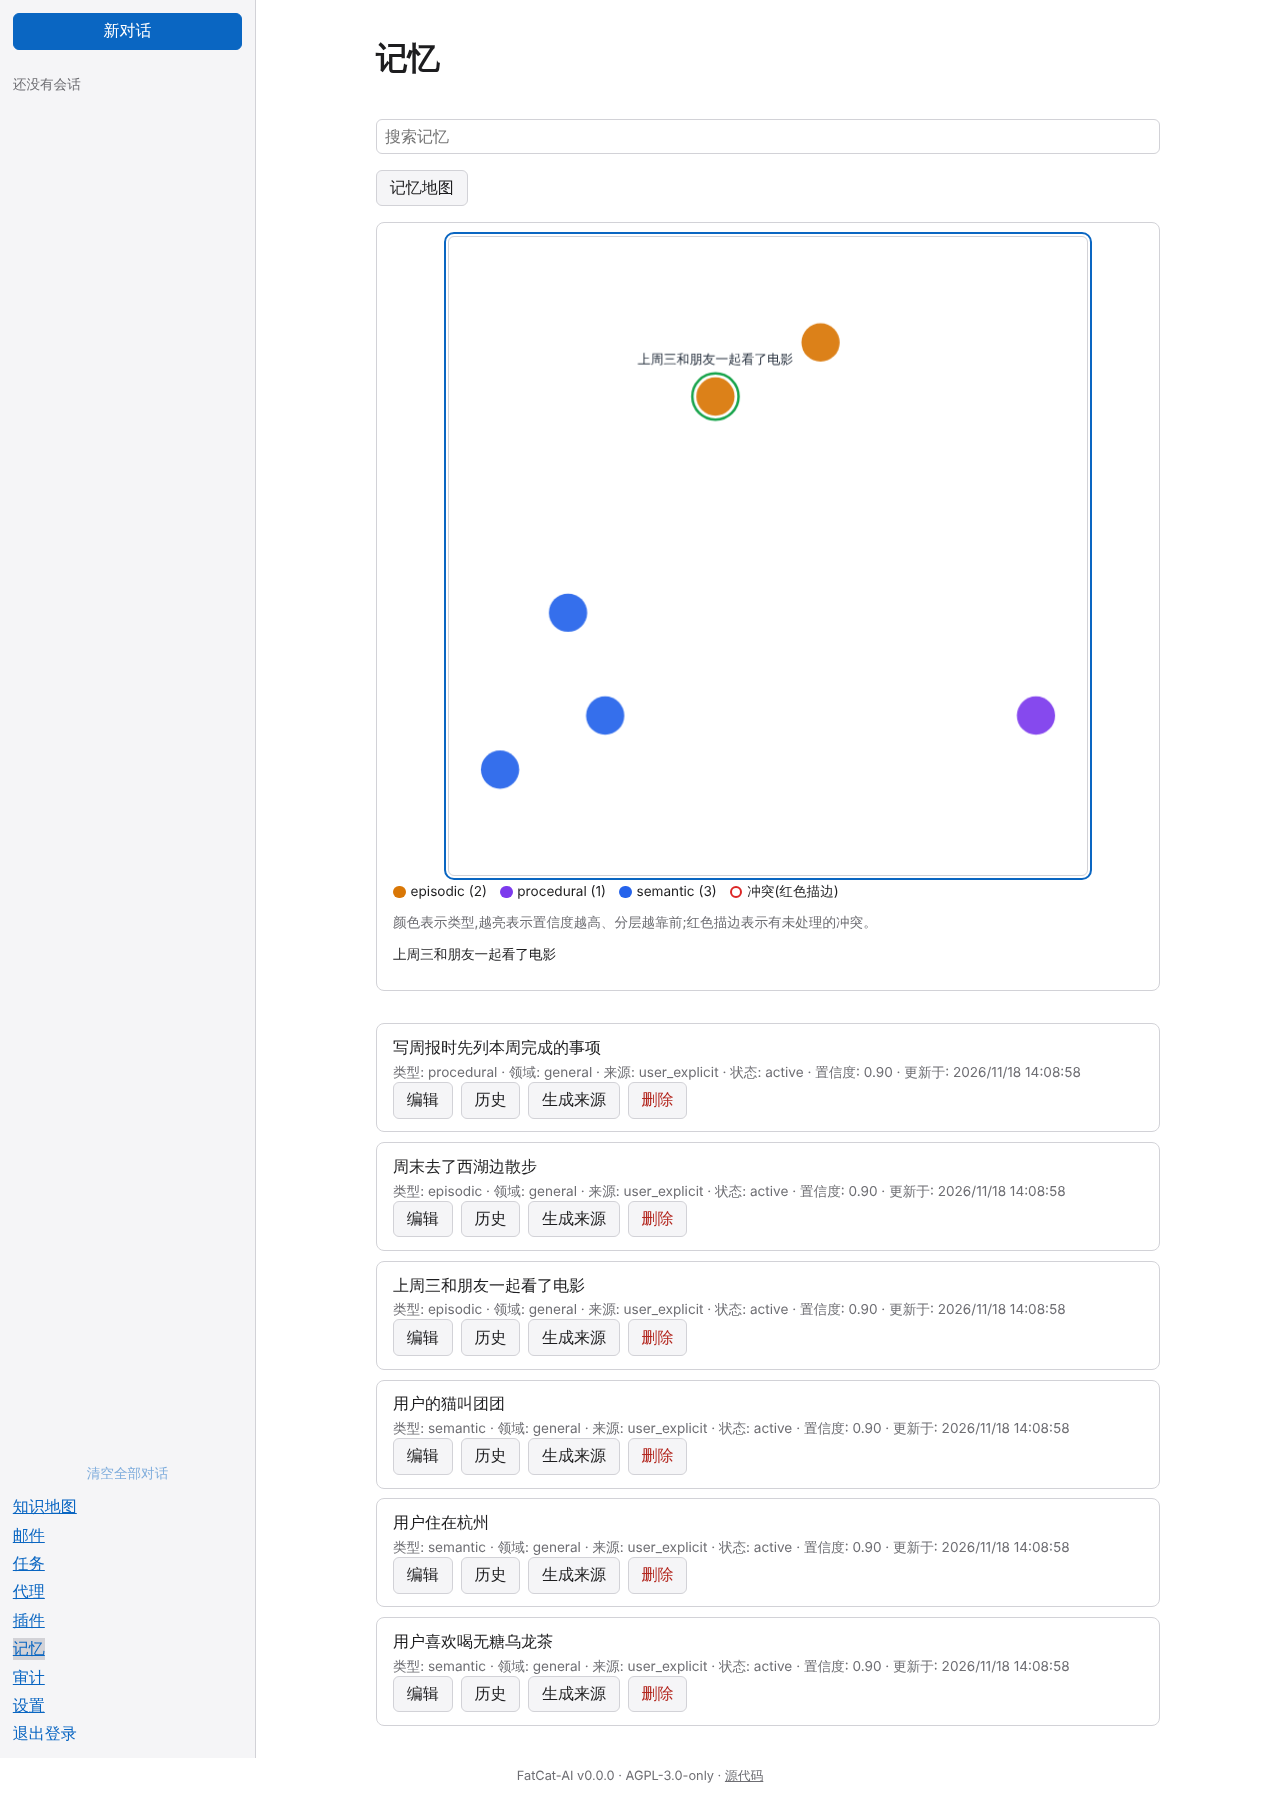 新对话
还没有会话
清空全部对话
知识地图
邮件
任务
代理
插件
记忆
审计
设置
退出登录
记忆
搜索记忆
记忆地图
上周三和朋友一起看了电影
episodic (2) procedural (1) semantic (3) 冲突(红色描边)
颜色表示类型,越亮表示置信度越高、分层越靠前;红色描边表示有未处理的冲突。
上周三和朋友一起看了电影
写周报时先列本周完成的事项
类型: procedural · 领域: general · 来源: user_explicit · 状态: active · 置信度: 0.90 · 更新于: 2026/11/18 14:08:58
编辑 历史 生成来源 删除
周末去了西湖边散步
类型: episodic · 领域: general · 来源: user_explicit · 状态: active · 置信度: 0.90 · 更新于: 2026/11/18 14:08:58
编辑 历史 生成来源 删除
上周三和朋友一起看了电影
类型: episodic · 领域: general · 来源: user_explicit · 状态: active · 置信度: 0.90 · 更新于: 2026/11/18 14:08:58
编辑 历史 生成来源 删除
用户的猫叫团团
类型: semantic · 领域: general · 来源: user_explicit · 状态: active · 置信度: 0.90 · 更新于: 2026/11/18 14:08:58
编辑 历史 生成来源 删除
用户住在杭州
类型: semantic · 领域: general · 来源: user_explicit · 状态: active · 置信度: 0.90 · 更新于: 2026/11/18 14:08:58
编辑 历史 生成来源 删除
用户喜欢喝无糖乌龙茶
类型: semantic · 领域: general · 来源: user_explicit · 状态: active · 置信度: 0.90 · 更新于: 2026/11/18 14:08:58
编辑 历史 生成来源 删除
FatCat-AI v0.0.0 · AGPL-3.0-only · 源代码